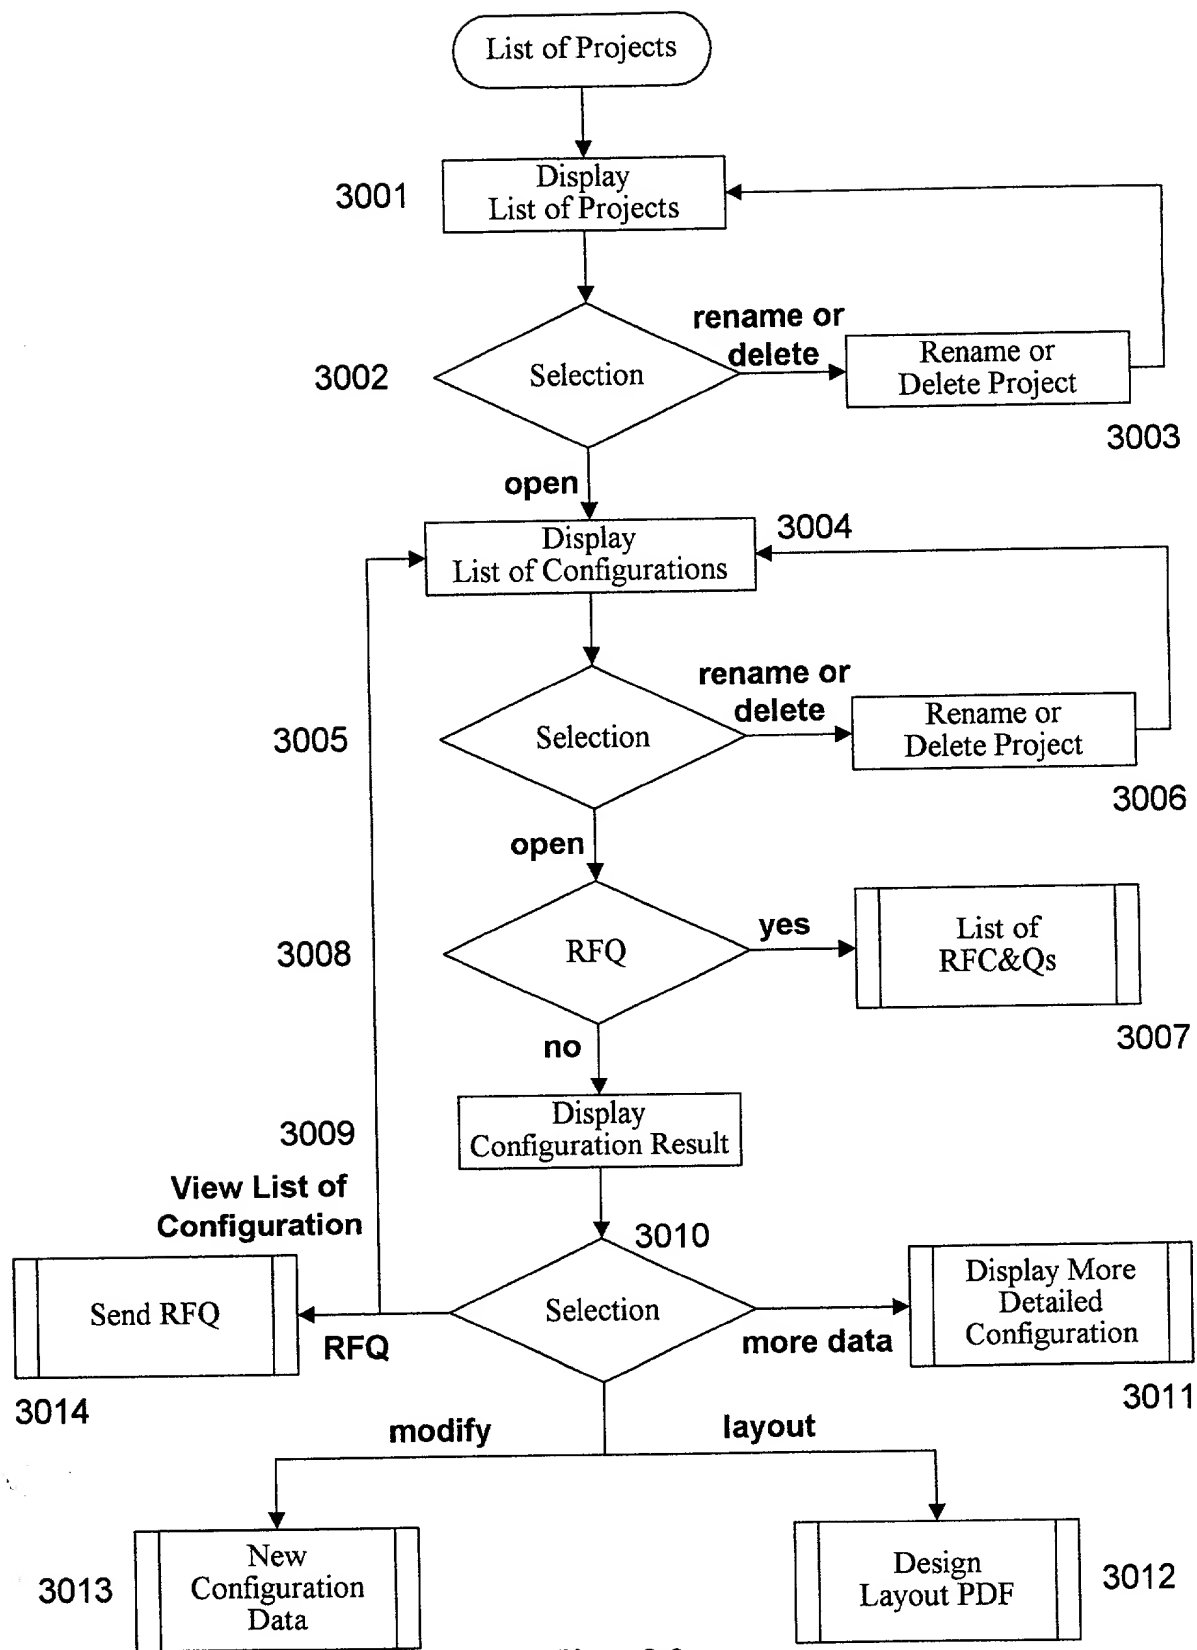 List of Projects
3001
Display
List of Projects
rename or
delete
3002
Selection
Rename or
Delete Project
3003
open
3004
Display
List of Configurations
rename or
delete
3005
Selection
Rename or
Delete Project
3006
open
3008
RFQ
yes
List of
RFC&Qs
3007
no
3009
Display
Configuration Result
View List of
Configuration
3010
Send RFQ
RFQ
Selection
more data
Display More
Detailed
Configuration
3014
3011
modify
layout
3013
New
Configuration
Data
Design
Layout PDF
3012